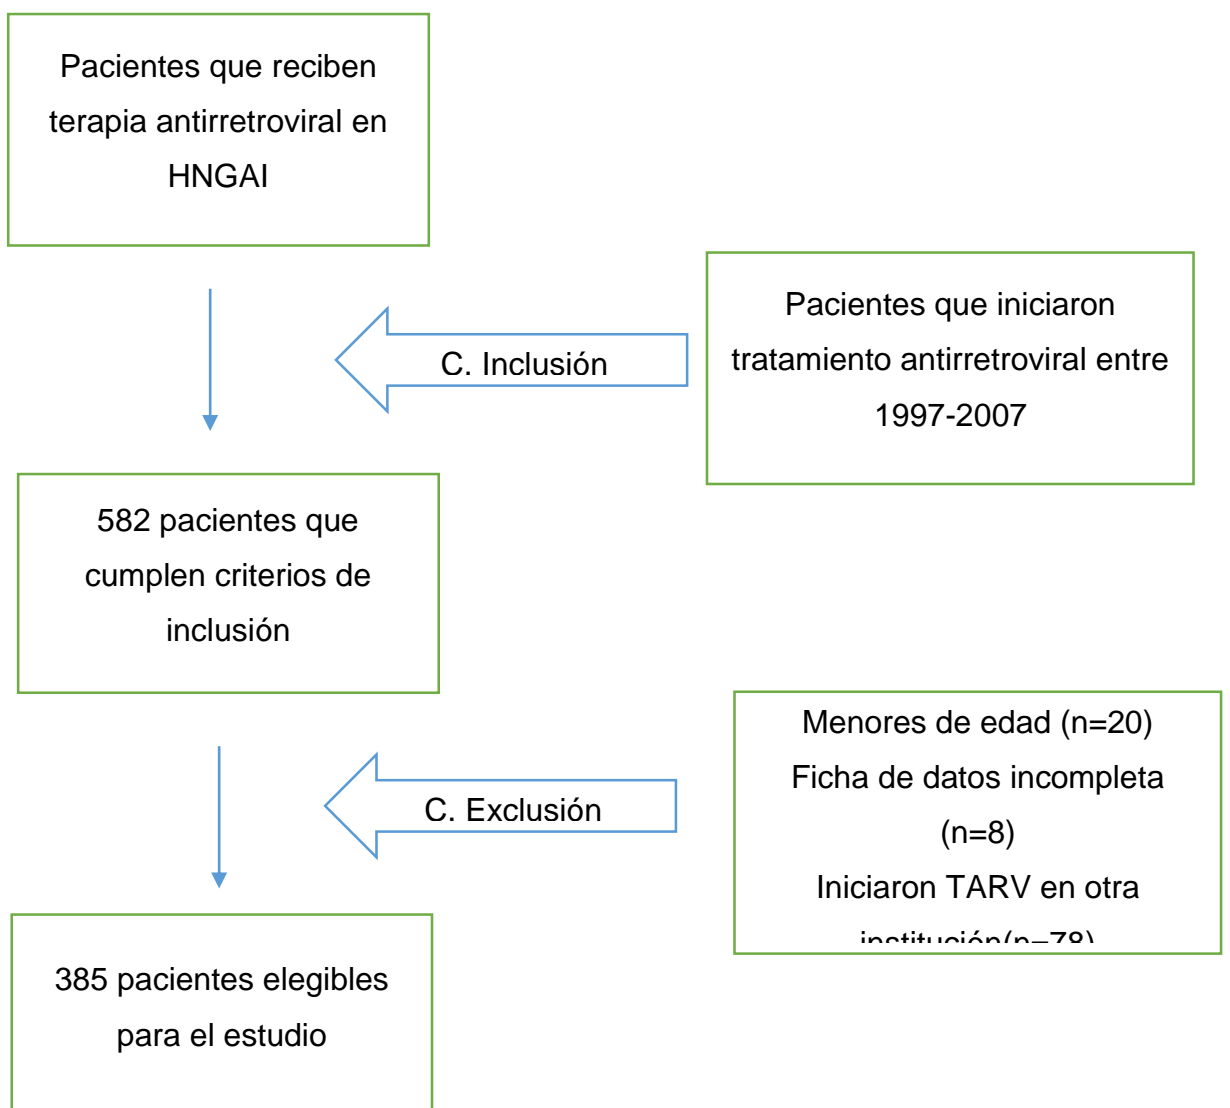 Pacientes que reciben
terapia antirretroviral en
HNGAI
Pacientes que iniciaron
tratamiento antirretroviral entre
1997-2007
C. Inclusión
582 pacientes que
cumplen criterios de
inclusión
Menores de edad (n=20)
Ficha de datos incompleta
(n=8)
Iniciaron TARV en otra
institución(n=78)
C. Exclusión
385 pacientes elegibles
para el estudio